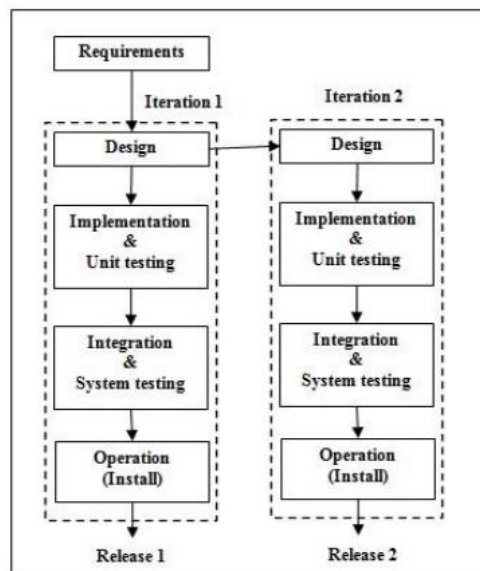 Requirements
Iteration 1
Design
Implementation
&
Unit testing
Integration
&
System testing
Operation
(Install)
Release 1
Iteration 2
Design
Implementation
&
Unit testing
Integration
&
System testing
Operation
(Install)
Release 2